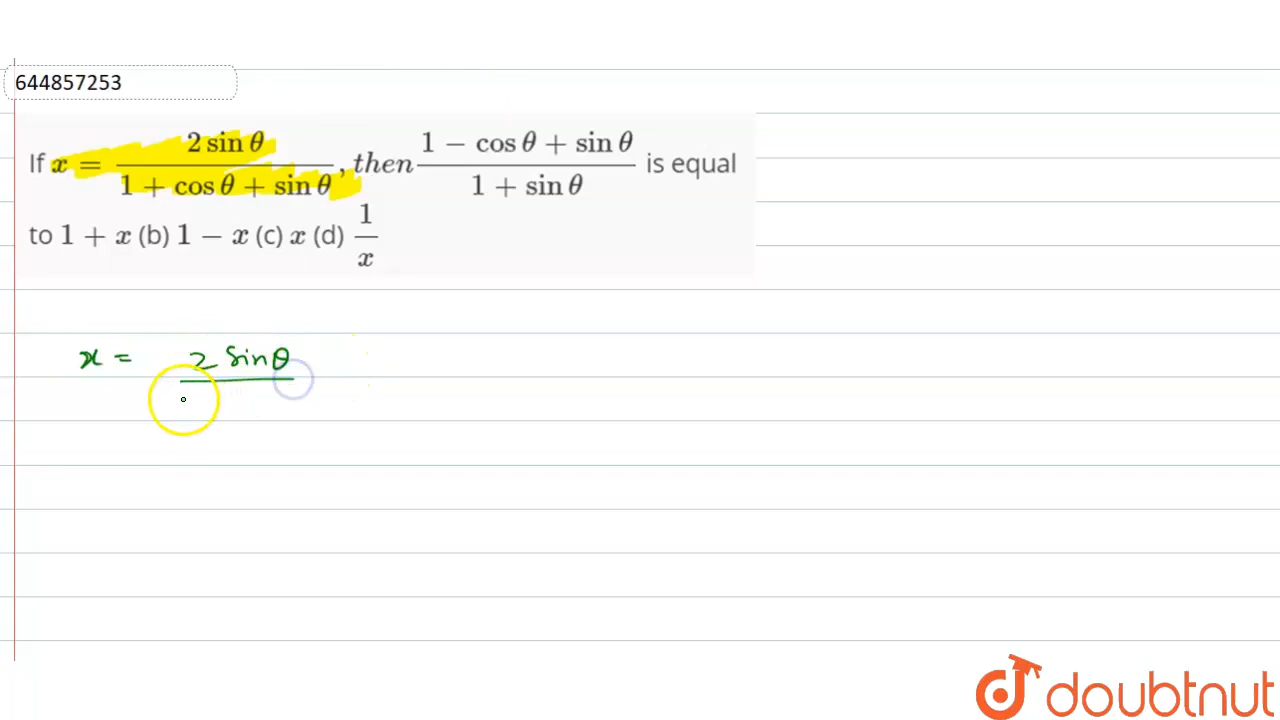 644857253
If x = 2 sin θ / 1 + cos θ + sin θ , then 1 − cos θ + sin θ / 1 + sin θ is equal
to 1 + x (b) 1 − x (c) x (d) 1/x
x = 2 sin θ
doubtnut